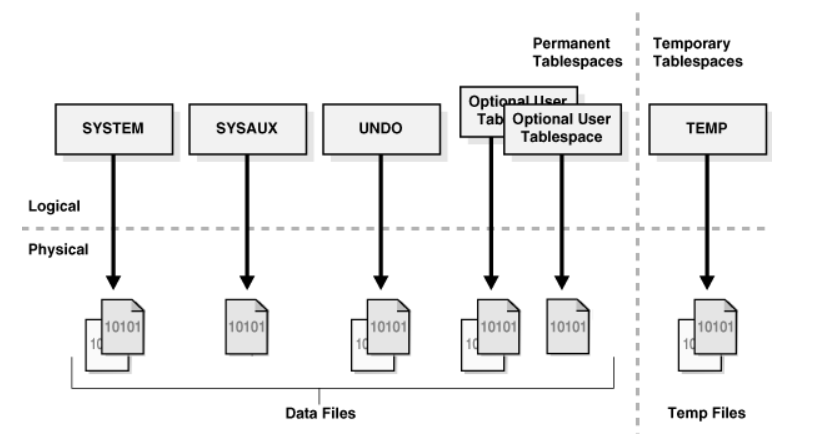 Permanent
Tablespaces
Temporary
Tablespaces
SYSTEM
SYSAUX
UNDO
Optional User
Optional User
Tablespace
TEMP
Logical
Physical
10101
10101
10101
10101
10101
10101
Data Files
Temp Files